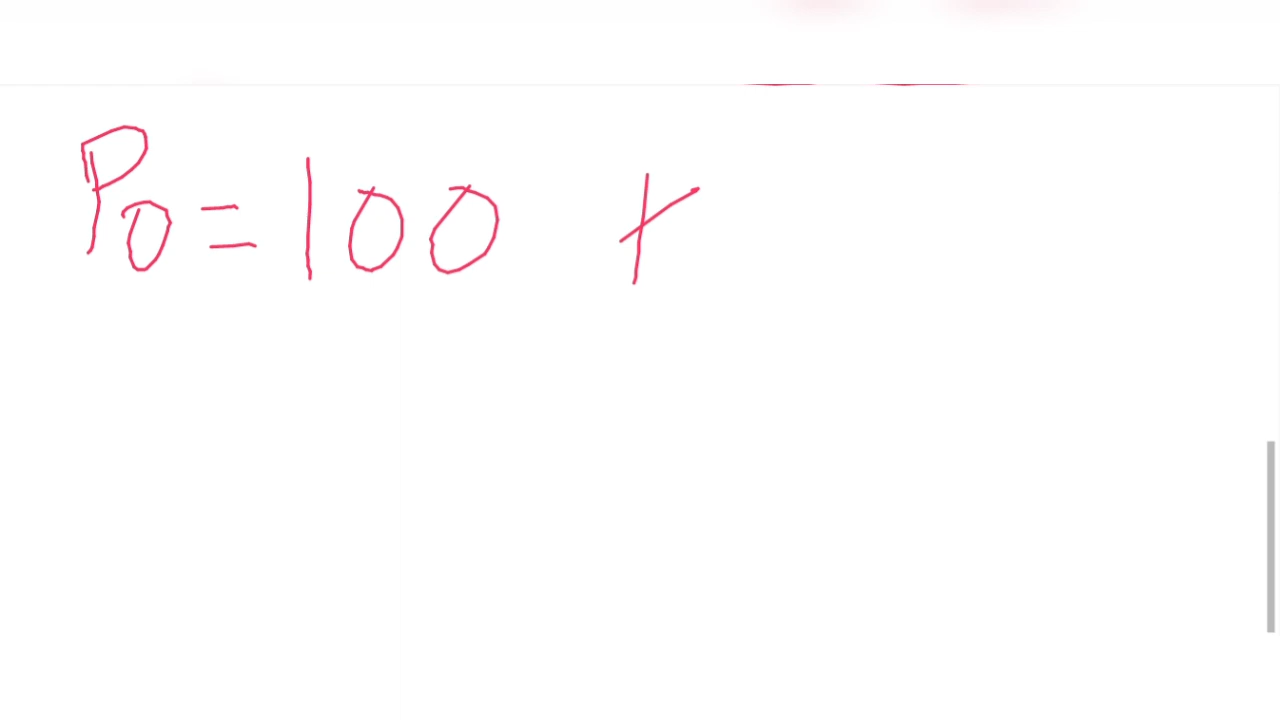 P₀ = 100 +